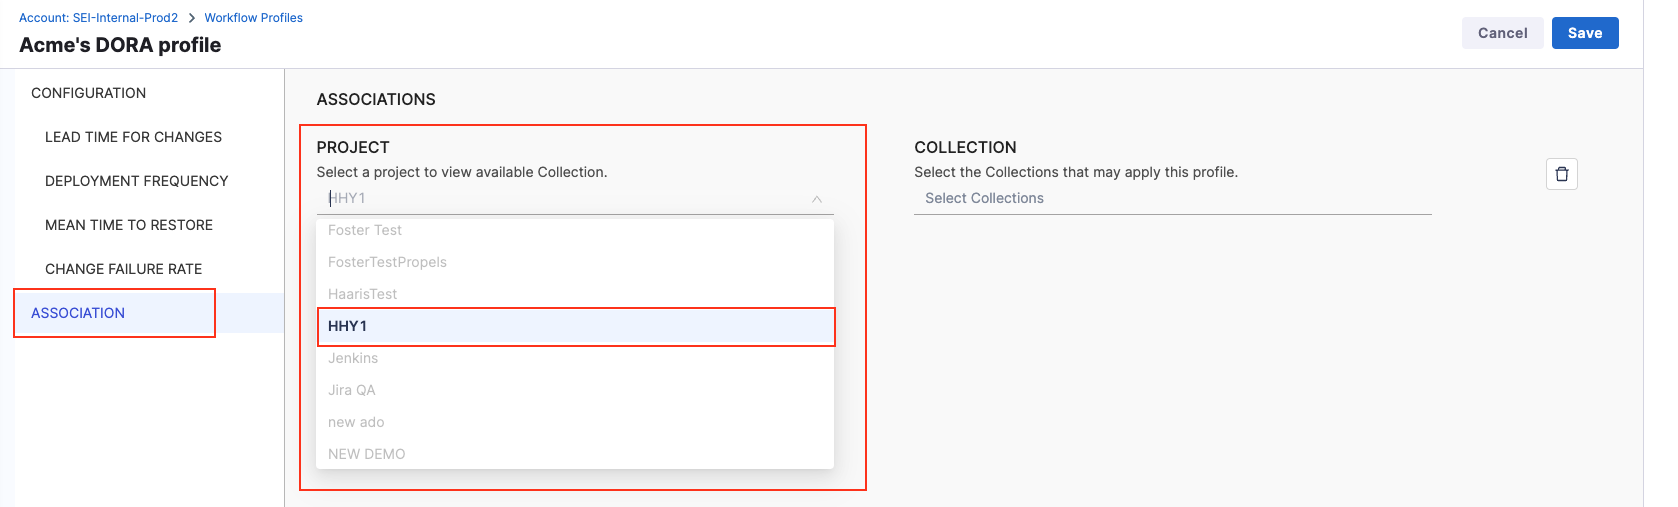 Account: SEI-Internal-Prod2 > Workflow Profiles
Acme's DORA profile
Cancel
Save
CONFIGURATION
LEAD TIME FOR CHANGES
DEPLOYMENT FREQUENCY
MEAN TIME TO RESTORE
CHANGE FAILURE RATE
ASSOCIATION
ASSOCIATIONS
PROJECT
Select a project to view available Collection.
HHY1
Foster Test
FosterTestPropels
HaarisTest
HHY1
Jenkins
Jira QA
new ado
NEW DEMO
COLLECTION
Select the Collections that may apply this profile.
Select Collections